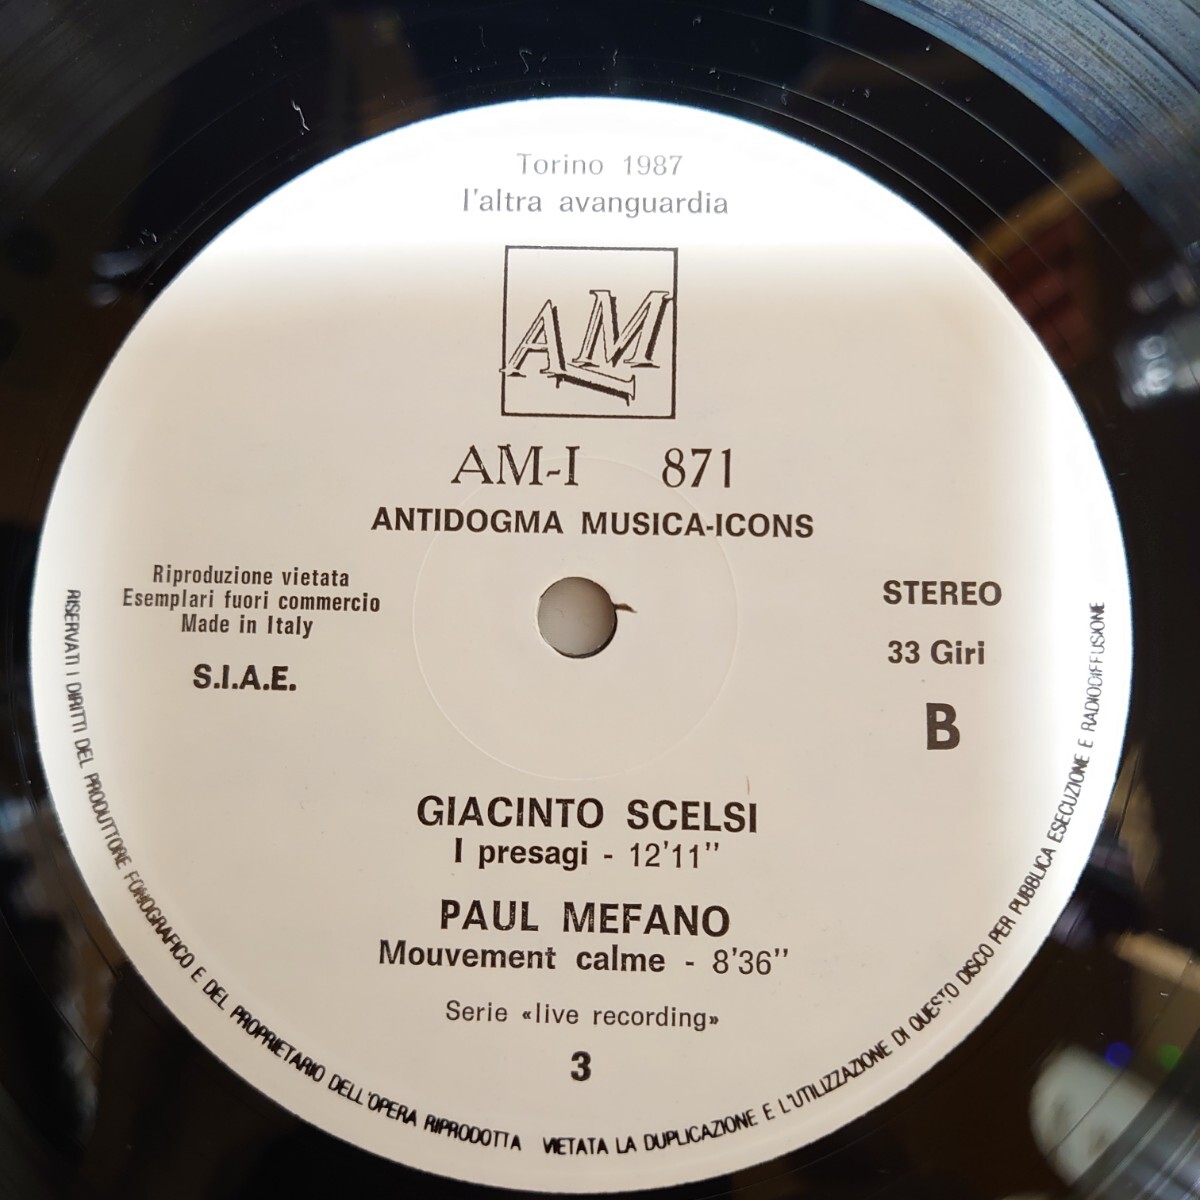 Torino 1987
l'altra avanguardia
AM
AM-I 871
ANTIDOGMA MUSICA-ICONS
Riproduzione vietata
Esemplari fuori commercio
Made in Italy
S.I.A.E.
STEREO
33 Giri
B
GIACINTO SCELSI
I presagi - 12'11’’
PAUL MEFANO
Mouvement calme - 8'36’’
Serie «live recording»
3
RISERVATI I DIRITTI DEL PRODUTTORE FONOGRAFICO E DEL PROPRIETARIO DELL'OPERA RIPRODOTTA VIETATA LA DUPLICAZIONE E L'UTILIZZAZIONE DI QUESTO DISCO PER PUBBLICA ESECUZIONE E RADIODIFFUSIONE